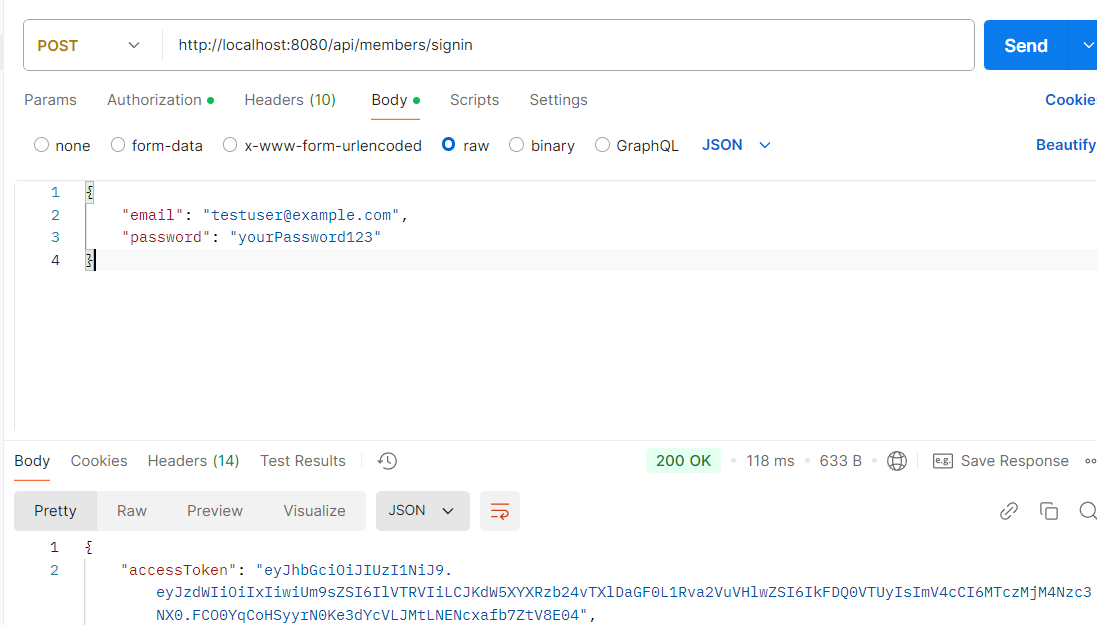 POST http://localhost:8080/api/members/signin Send
Params Authorization Headers (10) Body Scripts Settings Cookie
none form-data x-www-form-urlencoded raw binary GraphQL JSON Beautify
1 {
2 "email": "testuser@example.com",
3 "password": "yourPassword123"
4 }
Body Cookies Headers (14) Test Results 200 OK 118 ms 633 B e.g. Save Response
Pretty Raw Preview Visualize JSON
1 {
2 "accessToken": "eyJhbGciOiJIUzI1NiJ9.
eyJzdWIiOiIxIiwiUm9sZSI6IlVTRVIiLCJKdW5XYXRzb24vTXlDaGF0L1Rva2VuVHlwZSI6IkFDQ0VTUyIsImV4cCI6MTczMjM4Nzc3
NX0.FCO0YqCoHSyyrN0Ke3dYcVLJMtLNENcxafb7ZtV8E04",